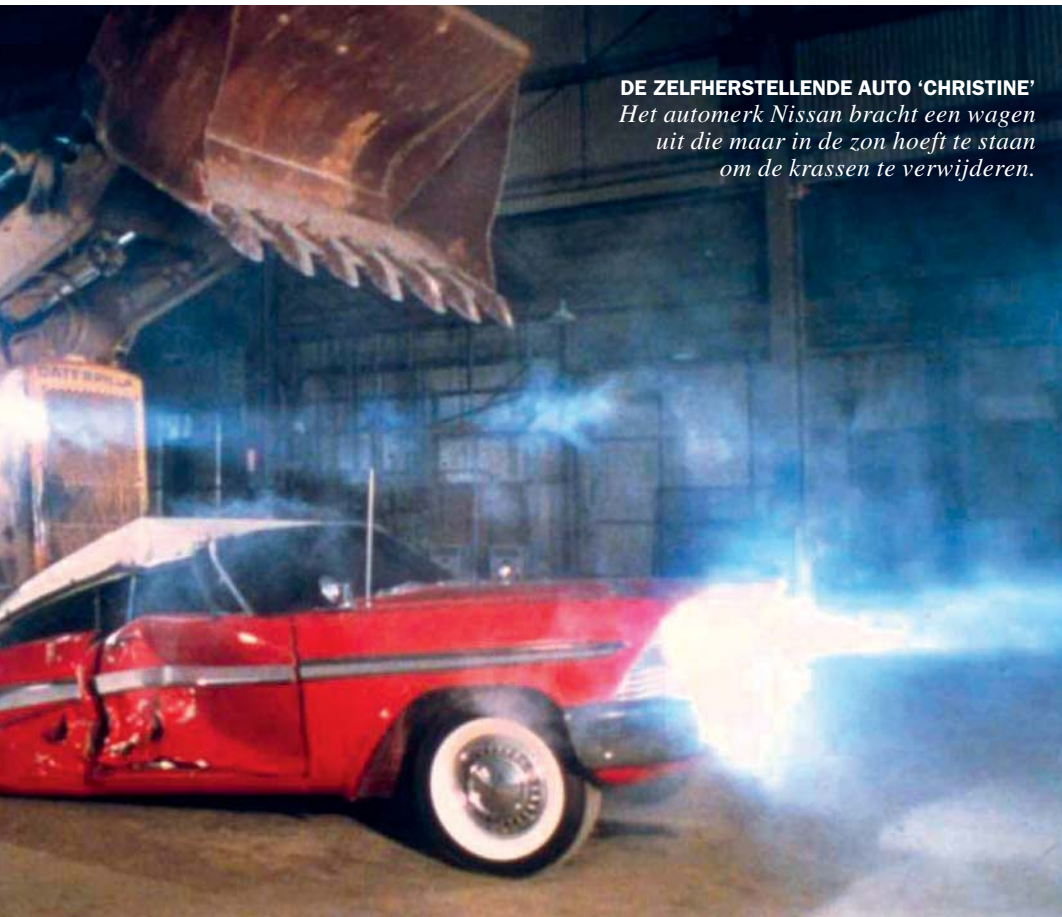 DE ZELFHERSTELLENDE AUTO ‘CHRISTINE’
Het automerk Nissan bracht een wagen
uit die maar in de zon hoeft te staan
om de krassen te verwijderen.
CATERPILLA